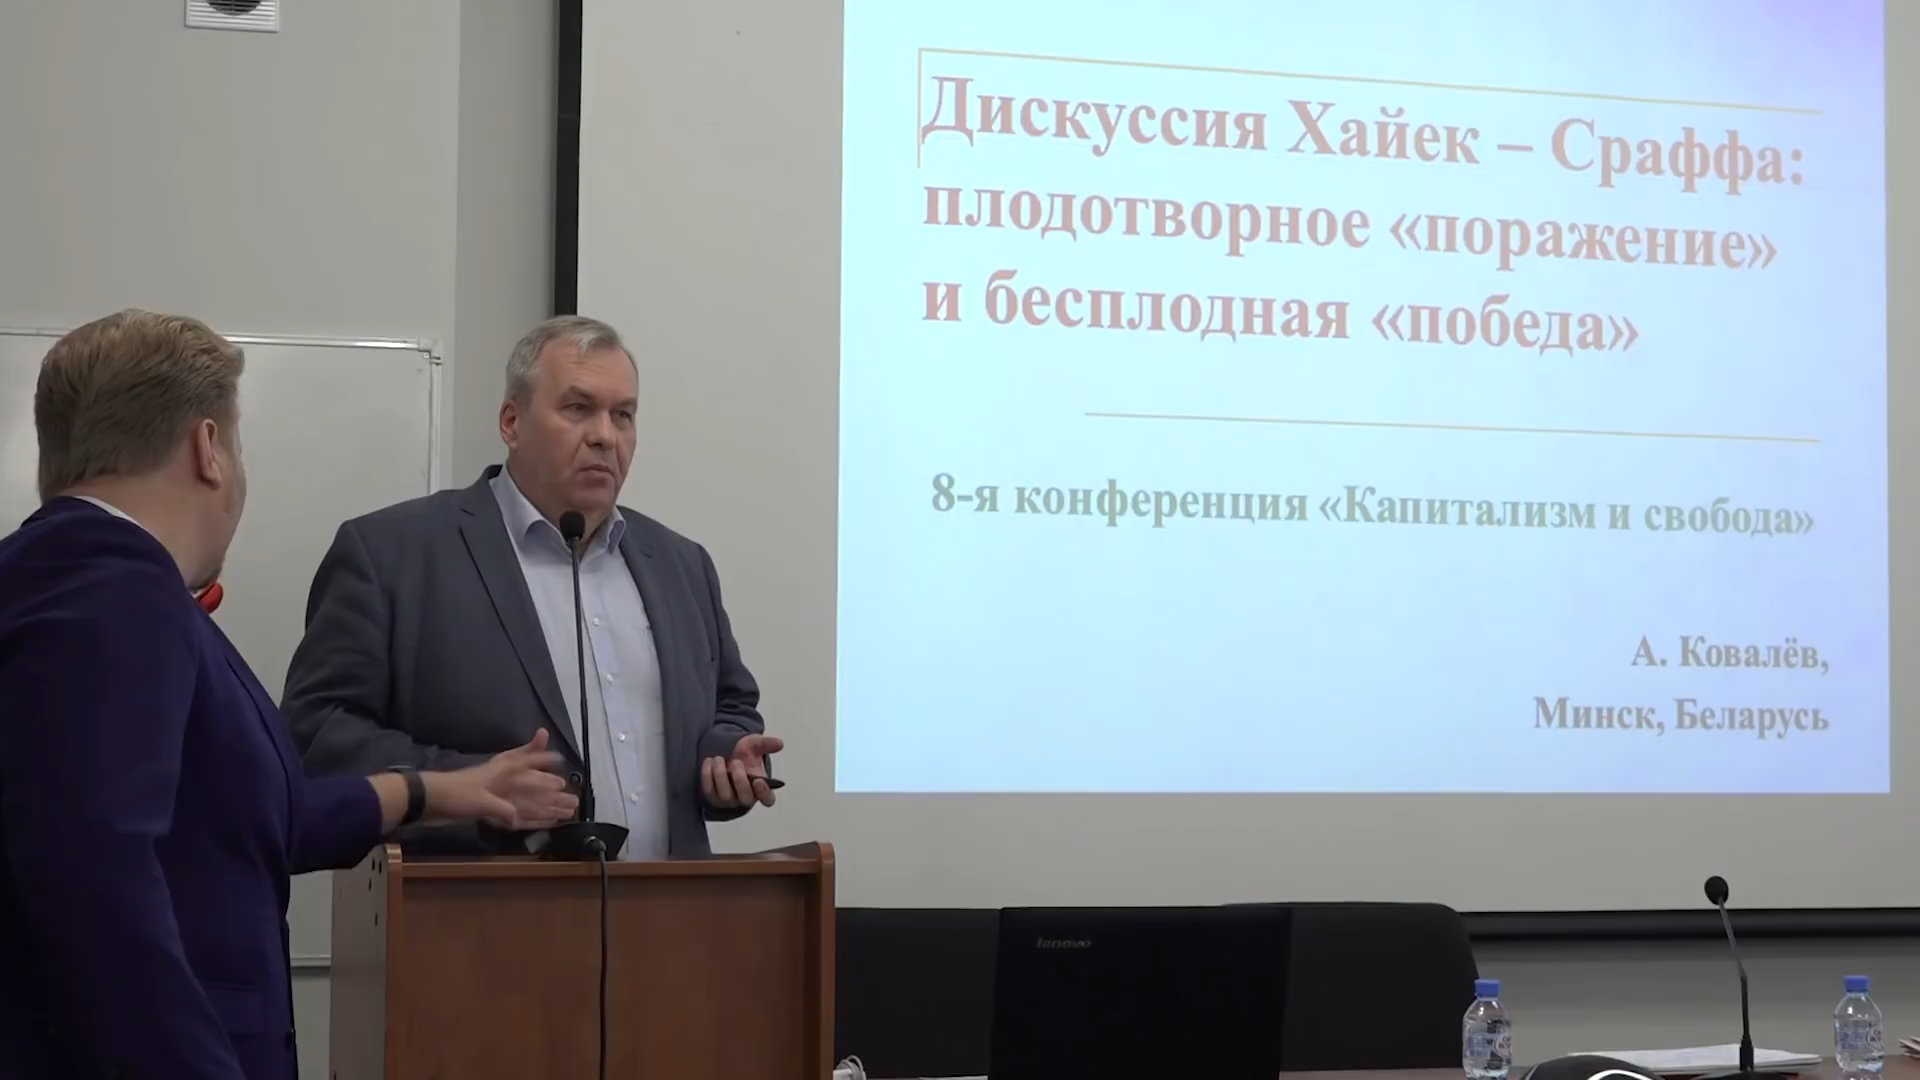 Дискуссия Хайек – Сраффа:
плодотворное «поражение»
и бесплодная «победа»
8-я конференция «Капитализм и свобода»
А. Ковалёв,
Минск, Беларусь
lenovo